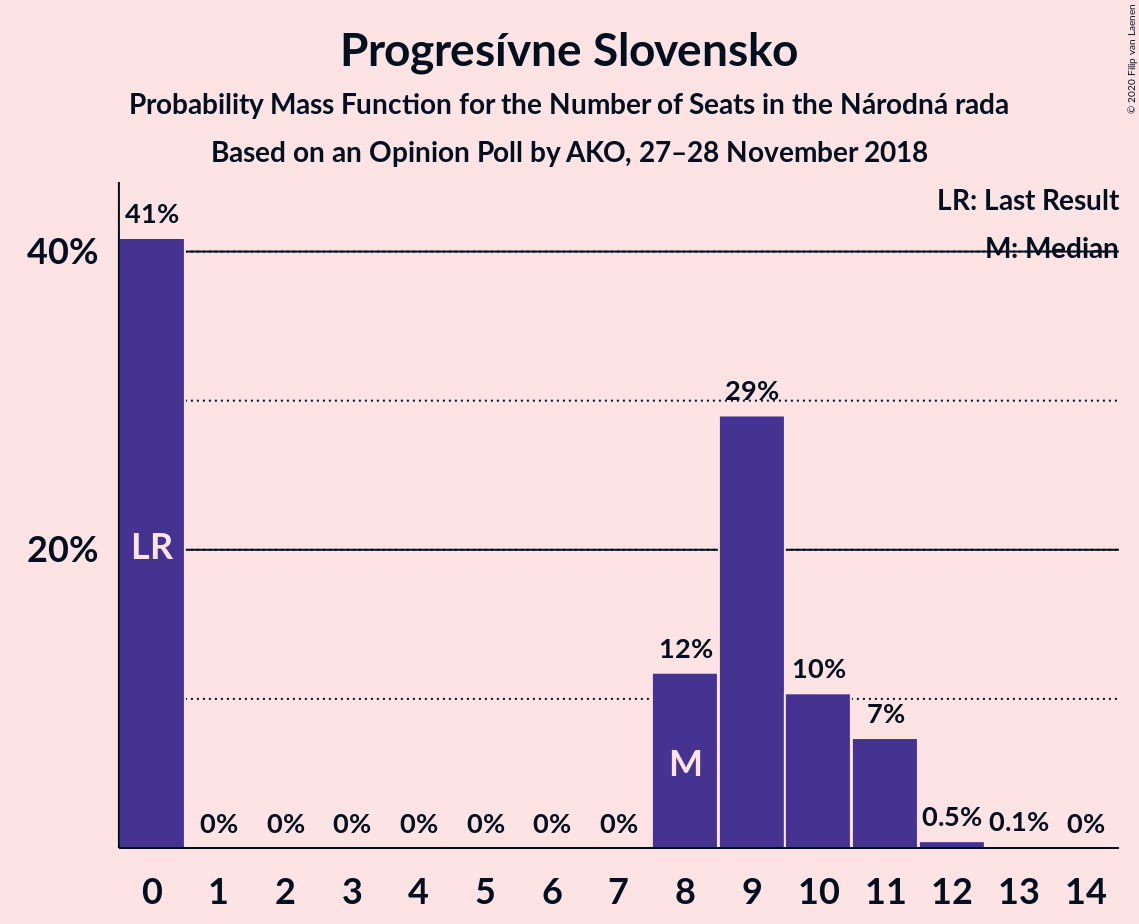 Progresívne Slovensko
Probability Mass Function for the Number of Seats in the Národná rada
Based on an Opinion Poll by AKO, 27–28 November 2018
© 2020 Filip van Laenen
LR: Last Result
M: Median
40%
20%
41%
0%
0%
0%
0%
0%
0%
0%
12%
29%
10%
7%
0.5%
0.1%
0%
LR
M
0 1 2 3 4 5 6 7 8 9 10 11 12 13 14